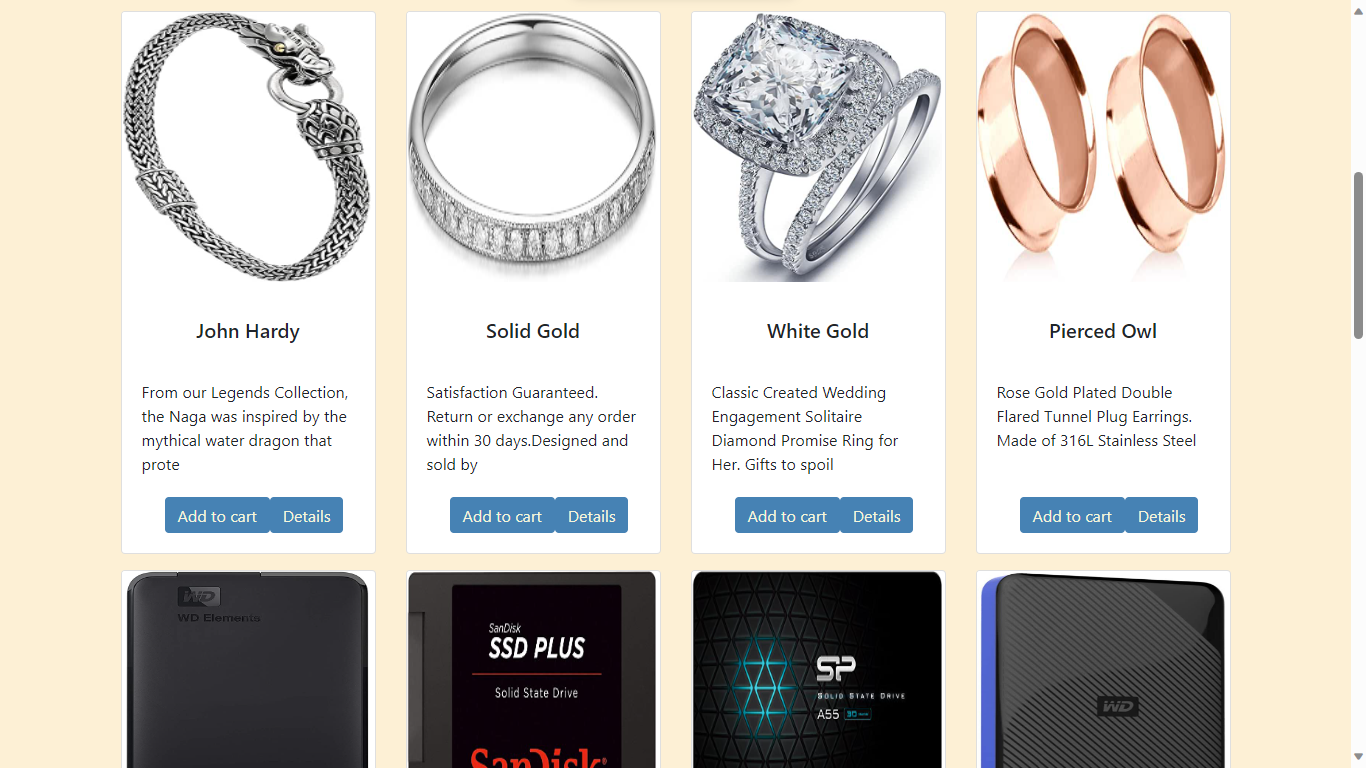 John Hardy
From our Legends Collection,
the Naga was inspired by the
mythical water dragon that
prote
Add to cart
Details
Solid Gold
Satisfaction Guaranteed.
Return or exchange any order
within 30 days.Designed and
sold by
Add to cart
Details
White Gold
Classic Created Wedding
Engagement Solitaire
Diamond Promise Ring for
Her. Gifts to spoil
Add to cart
Details
Pierced Owl
Rose Gold Plated Double
Flared Tunnel Plug Earrings.
Made of 316L Stainless Steel
Add to cart
Details
WD
WD Elements
SanDisk
SSD PLUS
Solid State Drive
SanDisk®
SP
SOLID STATE DRIVE
A55
WD